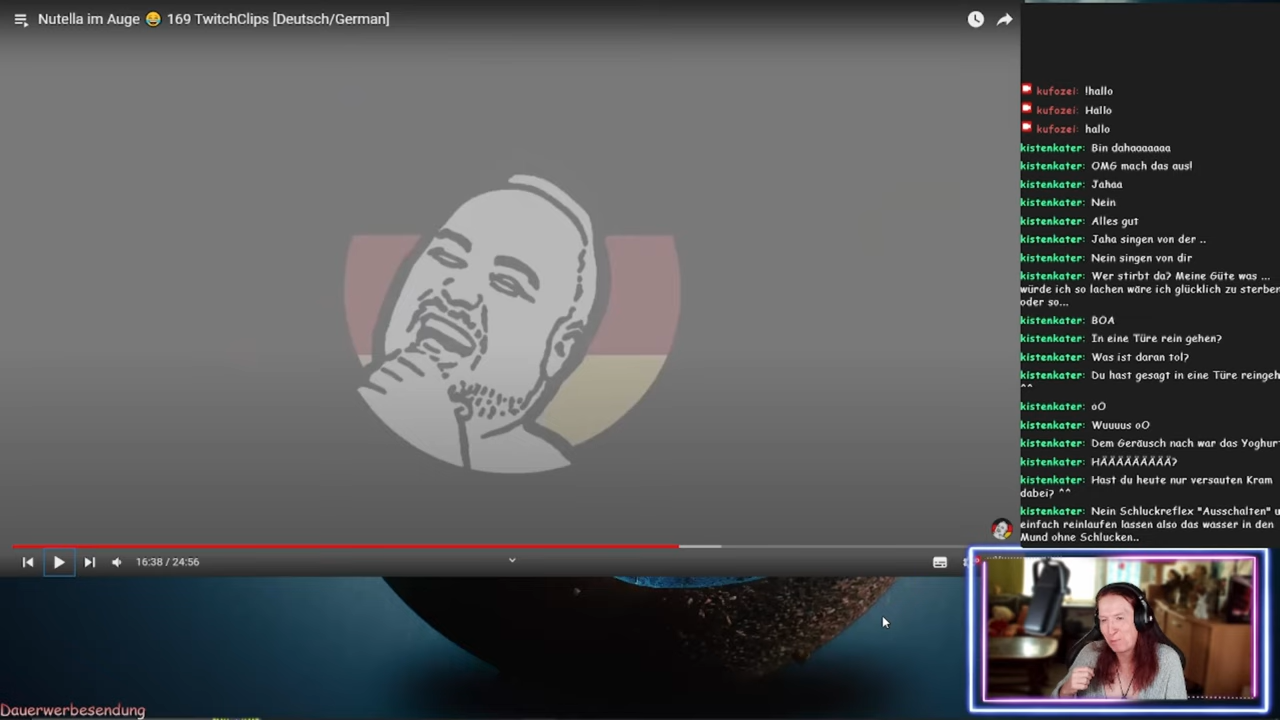 Nutella im Auge 😂 169 TwitchClips [Deutsch/German]
kufozei: !hallo
kufozei: Hallo
kufozei: hallo
kistenkater: Bin dahaaaaaaa
kistenkater: OMG mach das aus!
kistenkater: Jahaa
kistenkater: Nein
kistenkater: Alles gut
kistenkater: Jaha singen von der ..
kistenkater: Nein singen von dir
kistenkater: Wer stirbt da? Meine Güte was ...
würde ich so lachen wäre ich glücklich zu sterben
oder so...
kistenkater: BOA
kistenkater: In eine Türe rein gehen?
kistenkater: Was ist daran tol?
kistenkater: Du hast gesagt in eine Türe reingeh
^^
kistenkater: oO
kistenkater: Wuuuus oO
kistenkater: Dem Geräusch nach war das Yoghur
kistenkater: HÄÄÄÄÄÄÄÄÄ?
kistenkater: Hast du heute nur versauten Kram
dabei? ^^
kistenkater: Nein Schluckreflex "Ausschalten" u
einfach reinlaufen lassen also das wasser in den
Mund ohne Schlucken..
16:38 / 24:56
Dauerwerbesendung